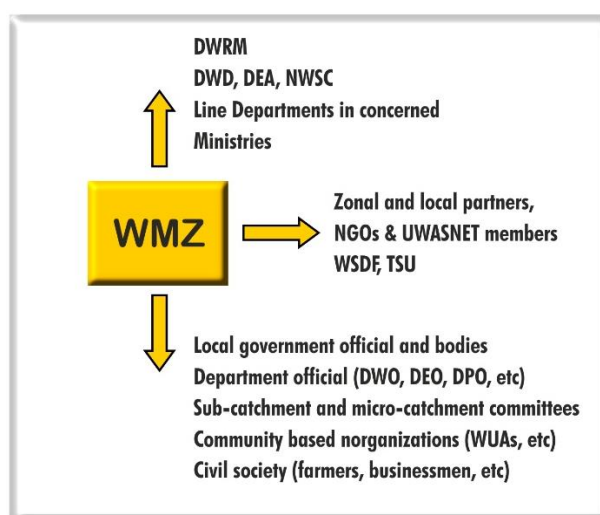 DWRM
DWD, DEA, NWSC
Line Departments in concerned
Ministries
WMZ
Zonal and local partners,
NGOs & UWASNET members
WSDF, TSU
Local government official and bodies
Department official (DWO, DEO, DPO, etc)
Sub-catchment and micro-catchment committees
Community based norganizations (WUAs, etc)
Civil society (farmers, businessmen, etc)